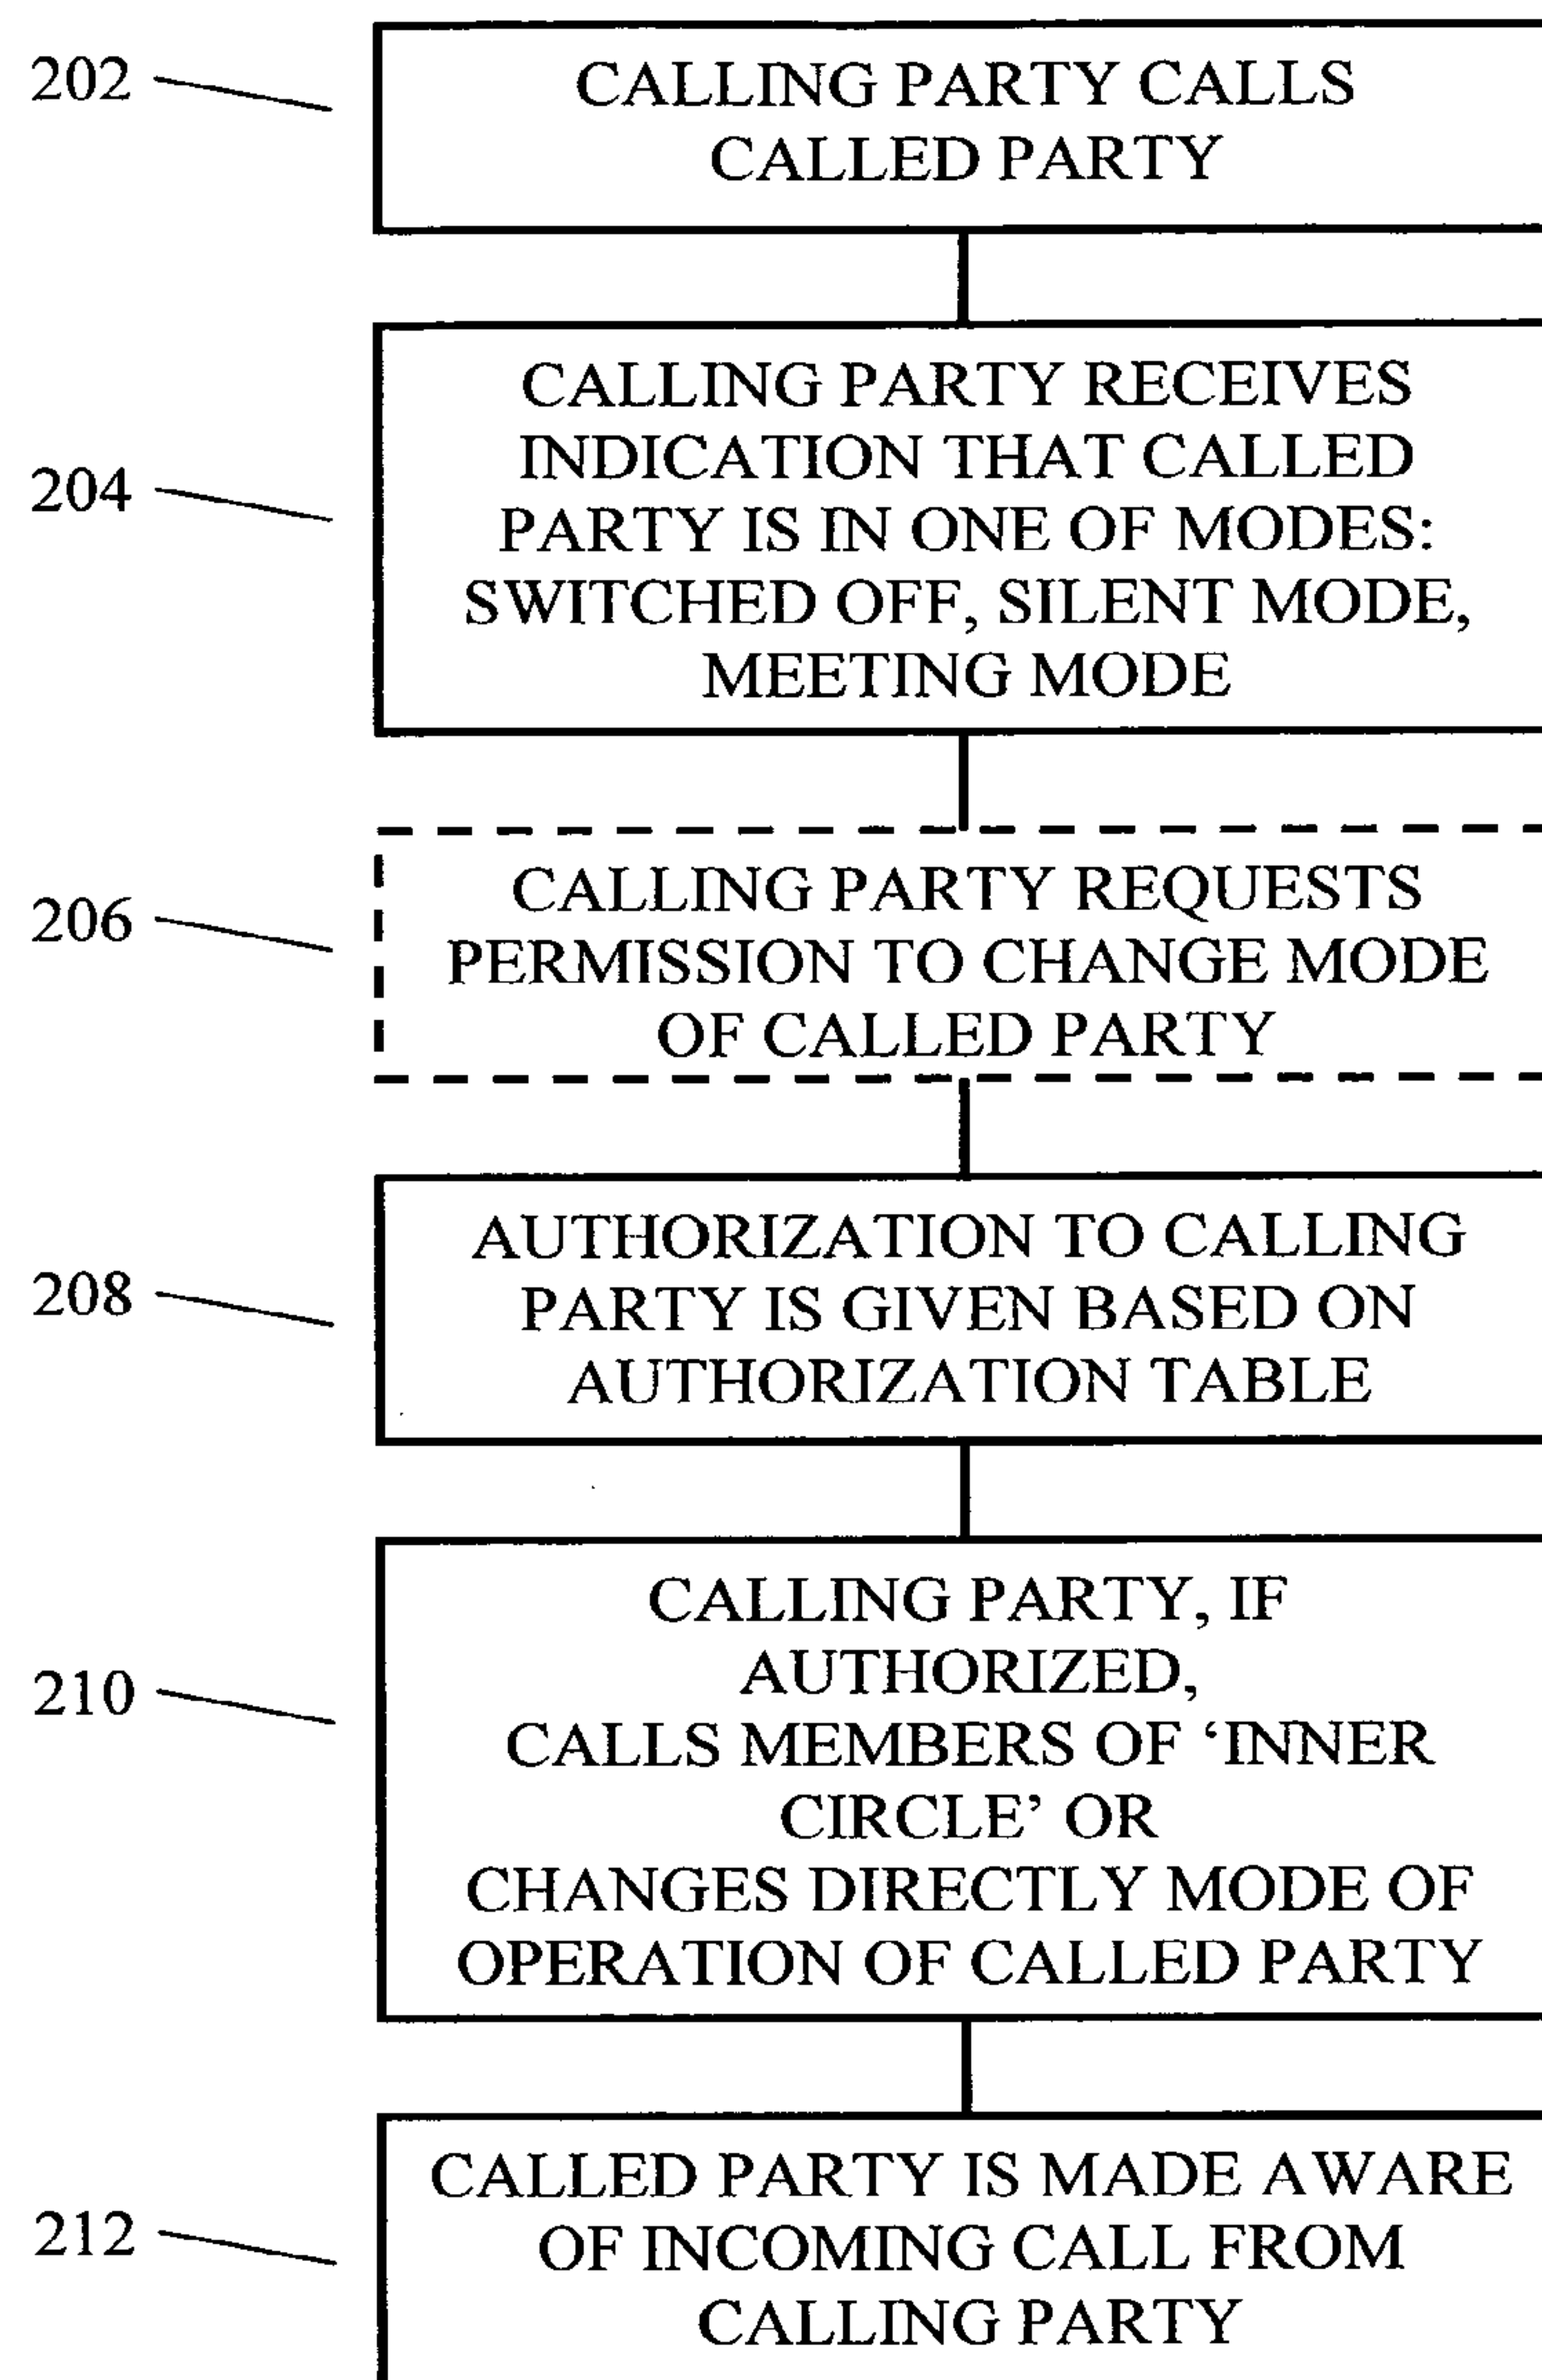 202
CALLING PARTY CALLS
CALLED PARTY
204
CALLING PARTY RECEIVES
INDICATION THAT CALLED
PARTY IS IN ONE OF MODES:
SWITCHED OFF, SILENT MODE,
MEETING MODE
206
CALLING PARTY REQUESTS
PERMISSION TO CHANGE MODE
OF CALLED PARTY
208
AUTHORIZATION TO CALLING
PARTY IS GIVEN BASED ON
AUTHORIZATION TABLE
210
CALLING PARTY, IF
AUTHORIZED,
CALLS MEMBERS OF ‘INNER
CIRCLE’ OR
CHANGES DIRECTLY MODE OF
OPERATION OF CALLED PARTY
212
CALLED PARTY IS MADE AWARE
OF INCOMING CALL FROM
CALLING PARTY